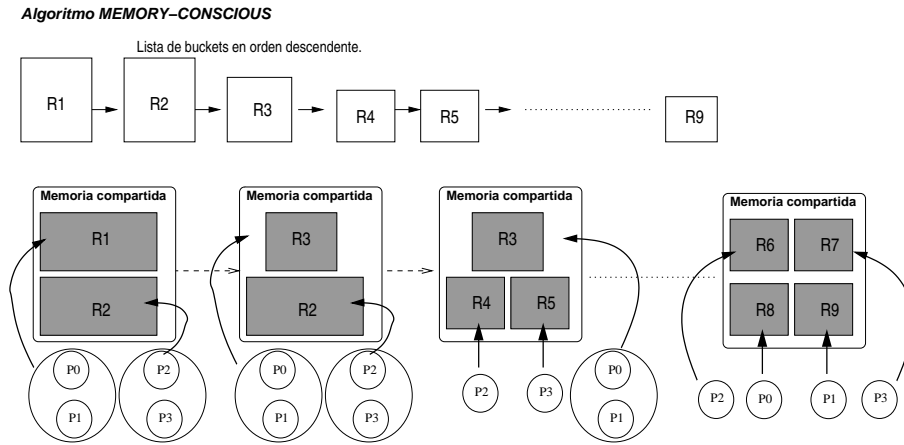 Algoritmo MEMORY–CONSCIOUS
Lista de buckets en orden descendente.
R1
R2
R3
R4
R5
R9
Memoria compartida
R1
R2
P0
P1
P2
P3
Memoria compartida
R3
R2
P0
P1
P2
P3
Memoria compartida
R3
R4
R5
P2
P3
P0
P1
Memoria compartida
R6
R7
R8
R9
P2
P0
P1
P3